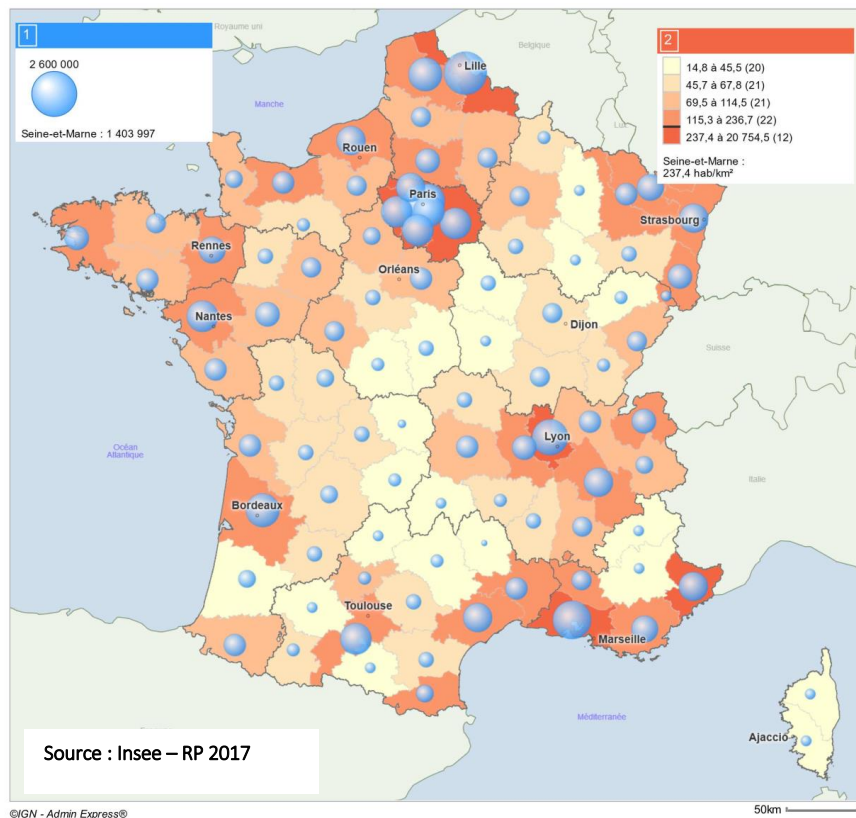 1
2 600 000
Seine-et-Marne : 1 403 997
2
14,8 à 45,5 (20)
45,7 à 67,8 (21)
69,5 à 114,5 (21)
115,3 à 236,7 (22)
237,4 à 20 754,5 (12)
Seine-et-Marne :
237,4 hab/km²
Royaume uni
Belgique
Lille
Manche
Lux
Rouen
Paris
Strasbourg
Rennes
Orléans
Nantes
Dijon
Suisse
Lyon
Océan
Atlantique
Italie
Bordeaux
Toulouse
Marseille
Méditerranée
Ajaccio
Source : Insee – RP 2017
©IGN - Admin Express®
50km